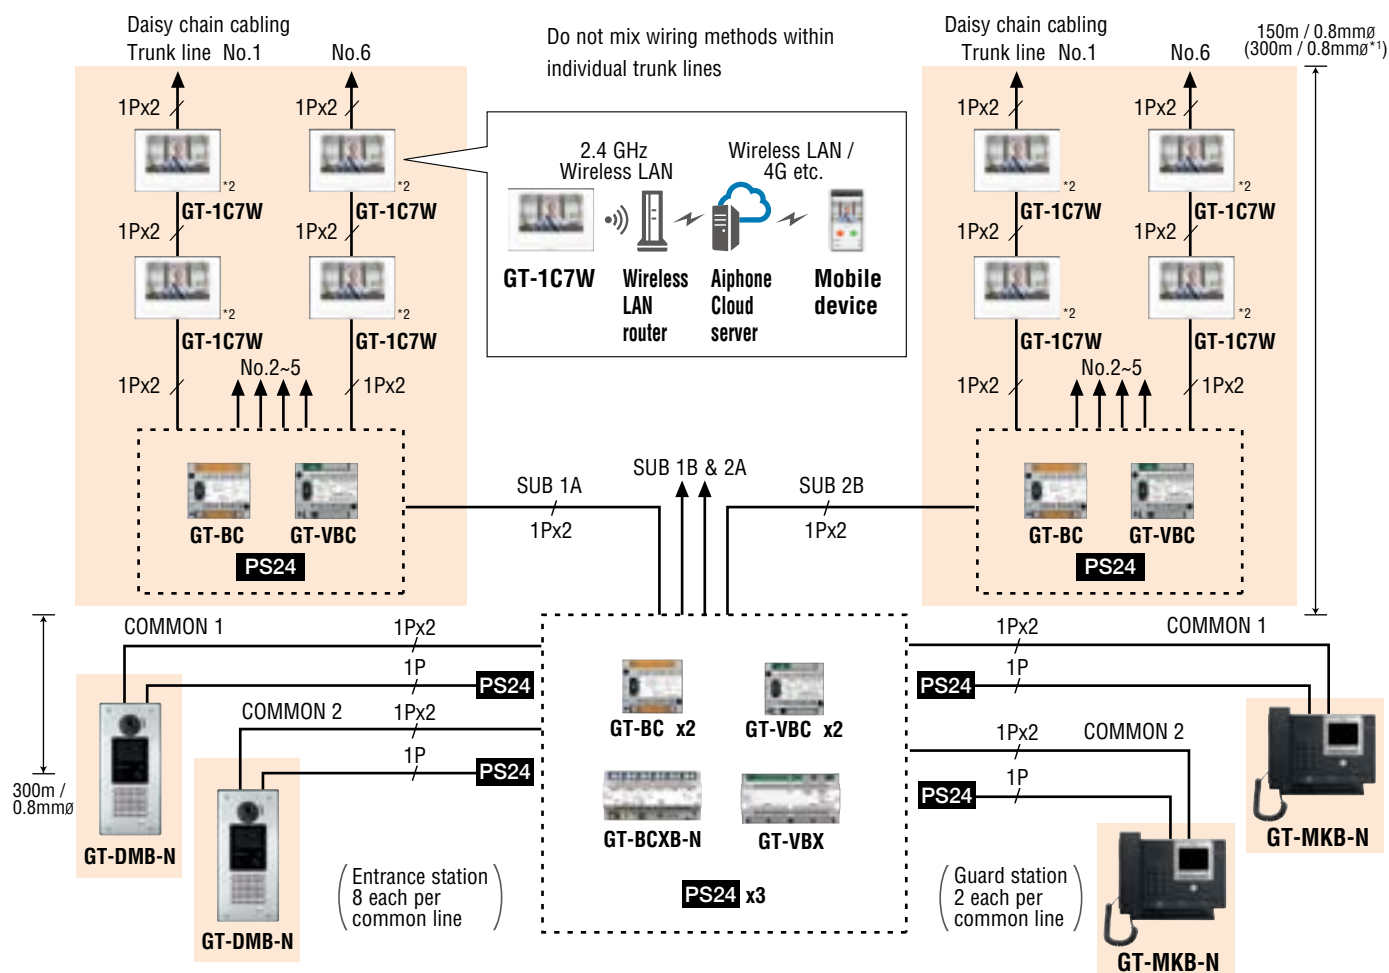 Daisy chain cabling
Trunk line No.1 No.6
Do not mix wiring methods within
individual trunk lines
Daisy chain cabling
Trunk line No.1 No.6
150m / 0.8mmø
(300m / 0.8mmø*1)
1Px2 1Px2
*2 *2
GT-1C7W GT-1C7W
1Px2 1Px2
*2 *2
GT-1C7W GT-1C7W
No.2~5
1Px2 1Px2
2.4 GHz
Wireless LAN
Wireless LAN /
4G etc.
GT-1C7W
Wireless
LAN
router
Aiphone
Cloud
server
Mobile
device
1Px2 1Px2
*2 *2
GT-1C7W GT-1C7W
1Px2 1Px2
*2 *2
GT-1C7W GT-1C7W
No.2~5
1Px2 1Px2
GT-BC GT-VBC
PS24
SUB 1A
1Px2
SUB 1B & 2A
SUB 2B
1Px2
GT-BC GT-VBC
PS24
COMMON 1 1Px2
1P
PS24
COMMON 2 1Px2
1P
PS24
300m /
0.8mmø
GT-DMB-N
GT-DMB-N
(Entrance station
8 each per
common line)
GT-BC x2 GT-VBC x2
GT-BCXB-N GT-VBX
PS24 x3
1Px2 COMMON 1
1P
PS24
1Px2 COMMON 2
1P
PS24
GT-MKB-N
(Guard station
2 each per
common line)
GT-MKB-N